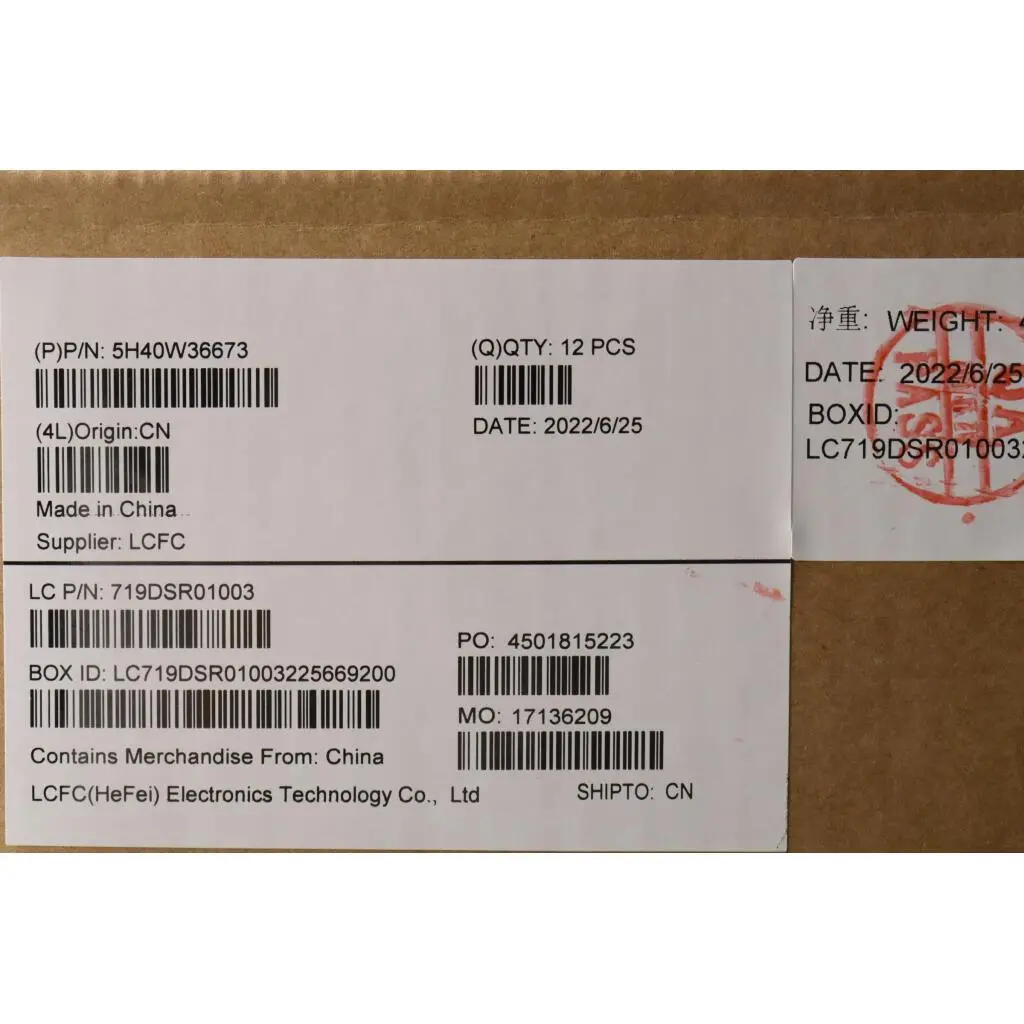 (P)P/N: 5H40W36673
(Q)QTY: 12 PCS
(4L)Origin:CN
DATE: 2022/6/25
Made in China
Supplier: LCFC
LC P/N: 719DSR01003
PO: 4501815223
BOX ID: LC719DSR01003225669200
MO: 17136209
Contains Merchandise From: China
LCFC(HeFei) Electronics Technology Co., Ltd
SHIPTO: CN
净重: WEIGHT:
DATE: 2022/6/25
BOXID:
LC719DSR01003
PASS